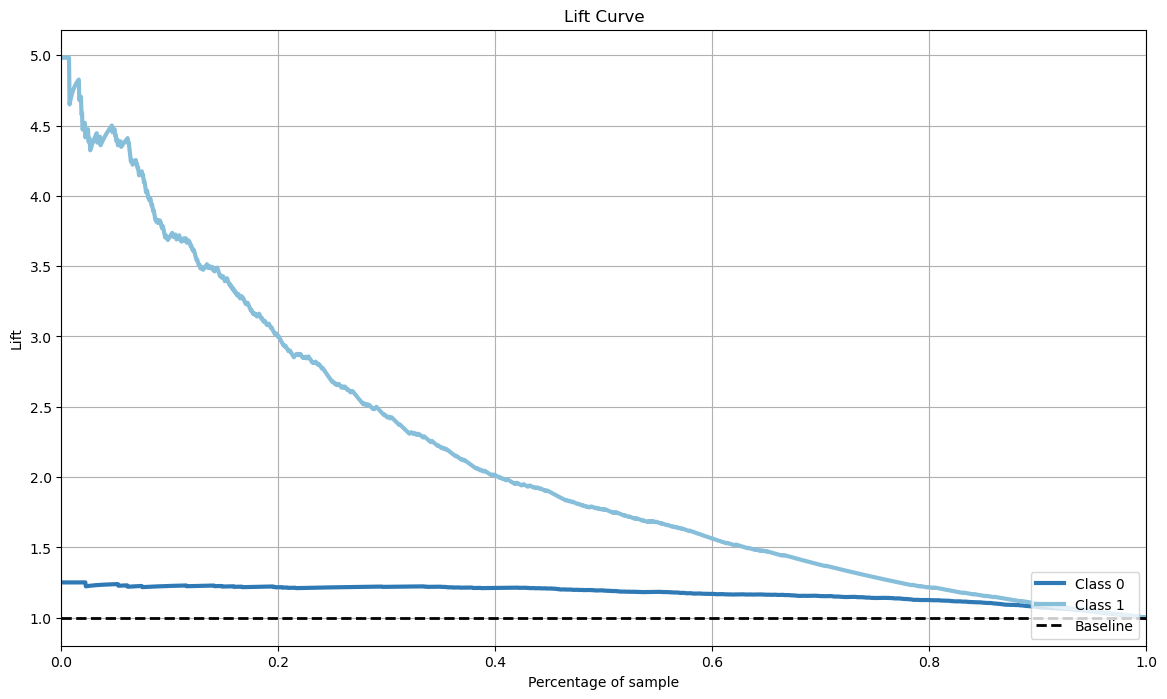 Lift Curve
Lift
5.0
4.5
4.0
3.5
3.0
2.5
2.0
1.5
1.0
Class 0
Class 1
Baseline
0.0 0.2 0.4 0.6 0.8 1.0
Percentage of sample